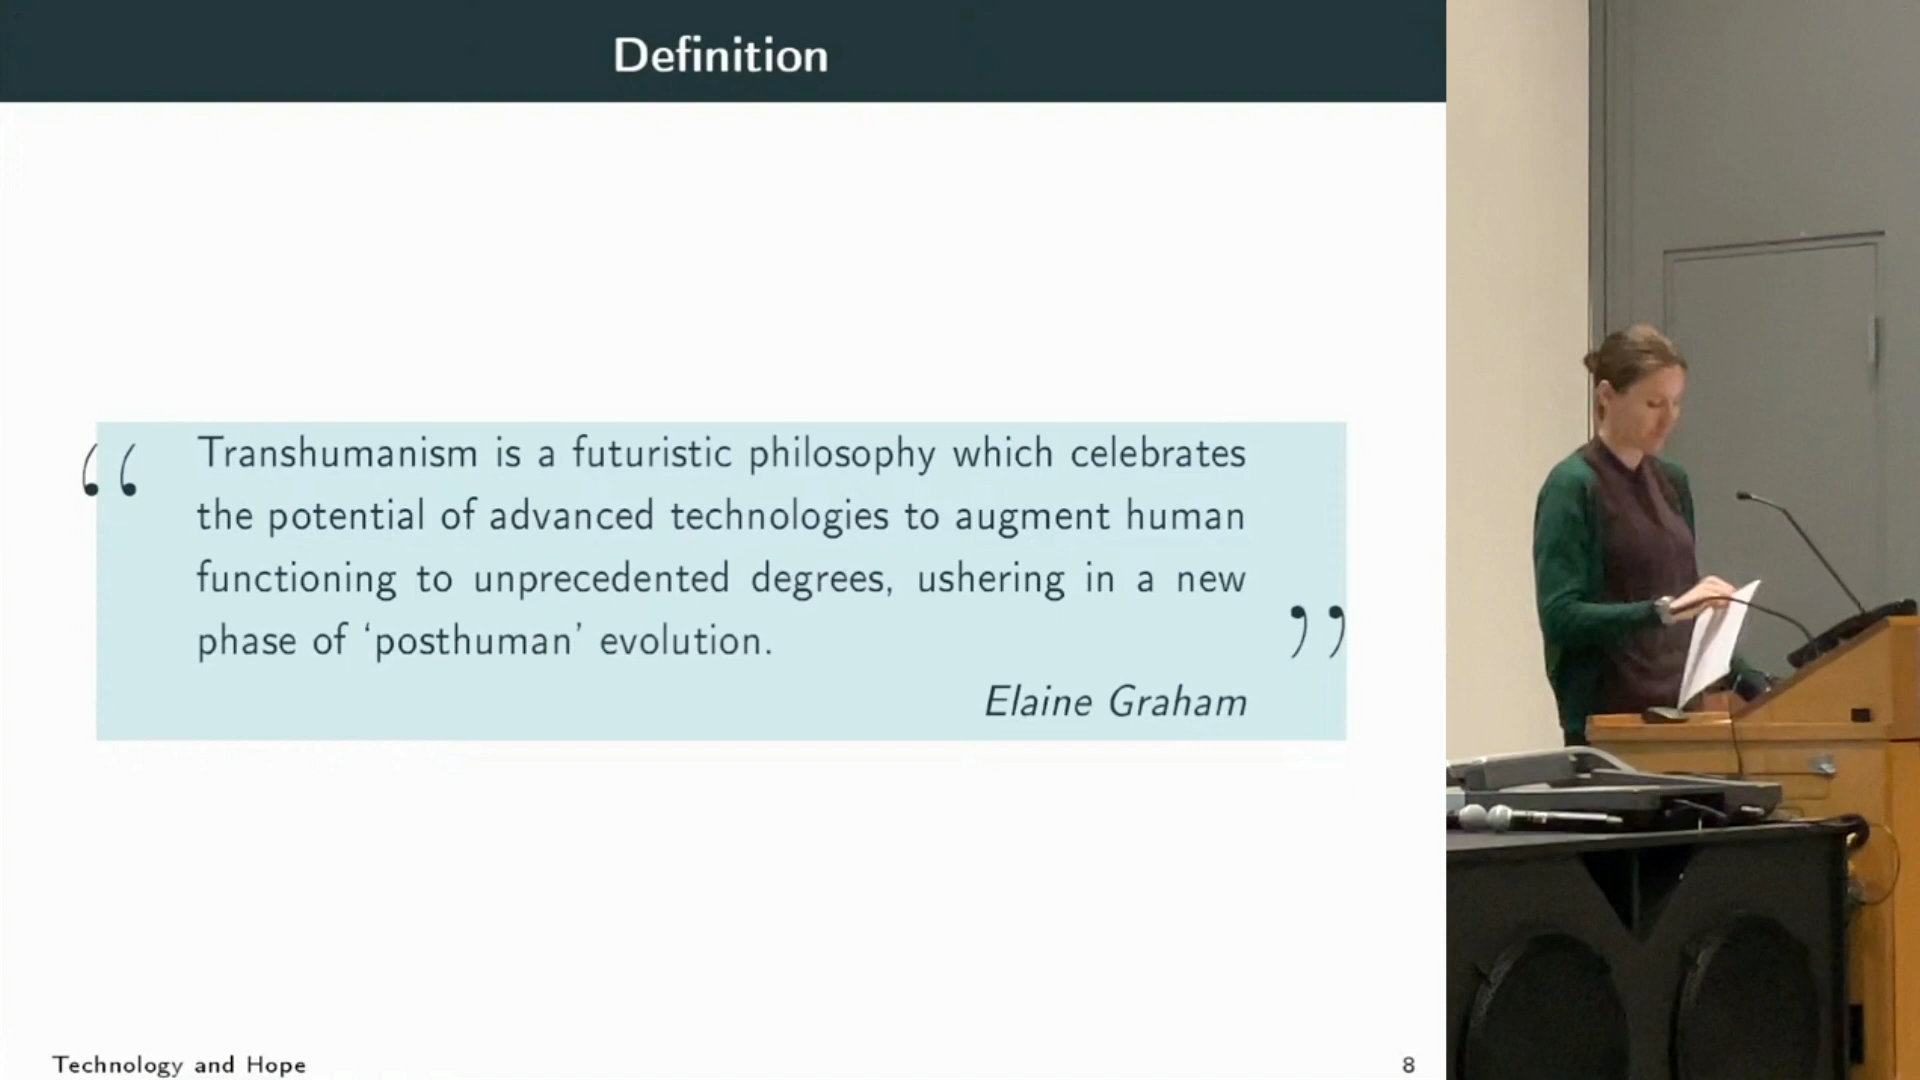 Definition
“ Transhumanism is a futuristic philosophy which celebrates
the potential of advanced technologies to augment human
functioning to unprecedented degrees, ushering in a new
phase of ‘posthuman’ evolution. ”
Elaine Graham
Technology and Hope
8